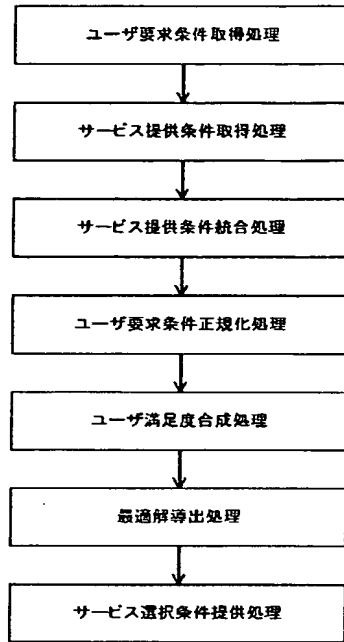 ユーザ要求条件取得処理
サービス提供条件取得処理
サービス提供条件統合処理
ユーザ要求条件正規化処理
ユーザ満足度合成処理
最適解導出処理
サービス選択条件提供処理